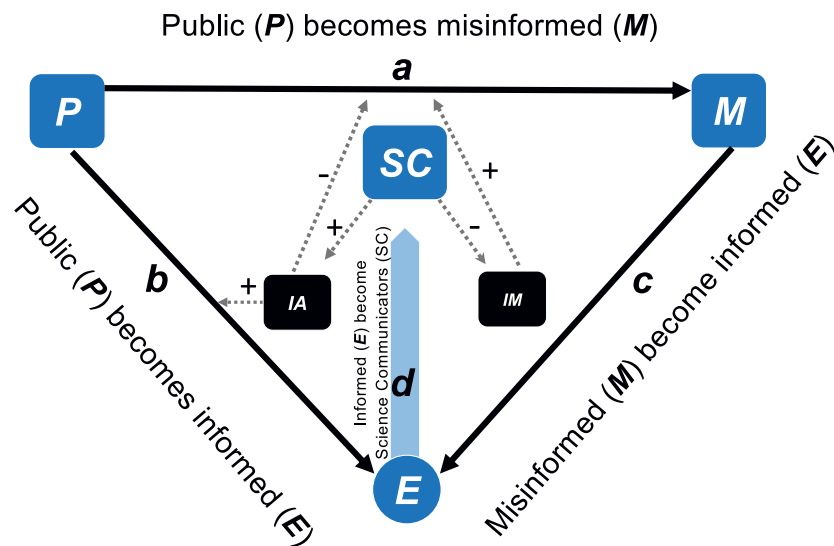 Public (P) becomes misinformed (M)
a
P
M
SC
-
+
+
-
Public (P) becomes informed (E)
b
+
IA
IM
c
Misinformed (M) become informed (E)
Informed (E) become
Science Communicators (SC)
d
E